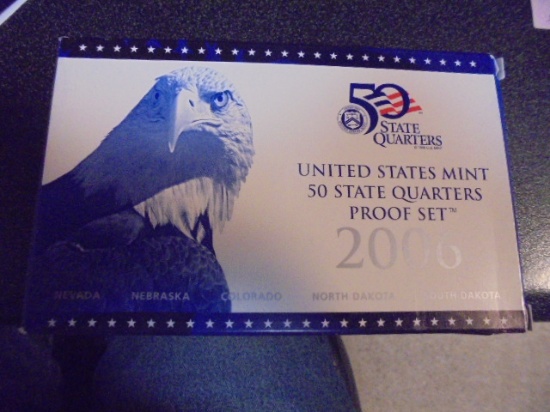 50
STATE
QUARTERS
UNITED STATES MINT
50 STATE QUARTERS
PROOF SET™
2006
NEVADA NEBRASKA COLORADO NORTH DAKOTA SOUTH DAKOTA